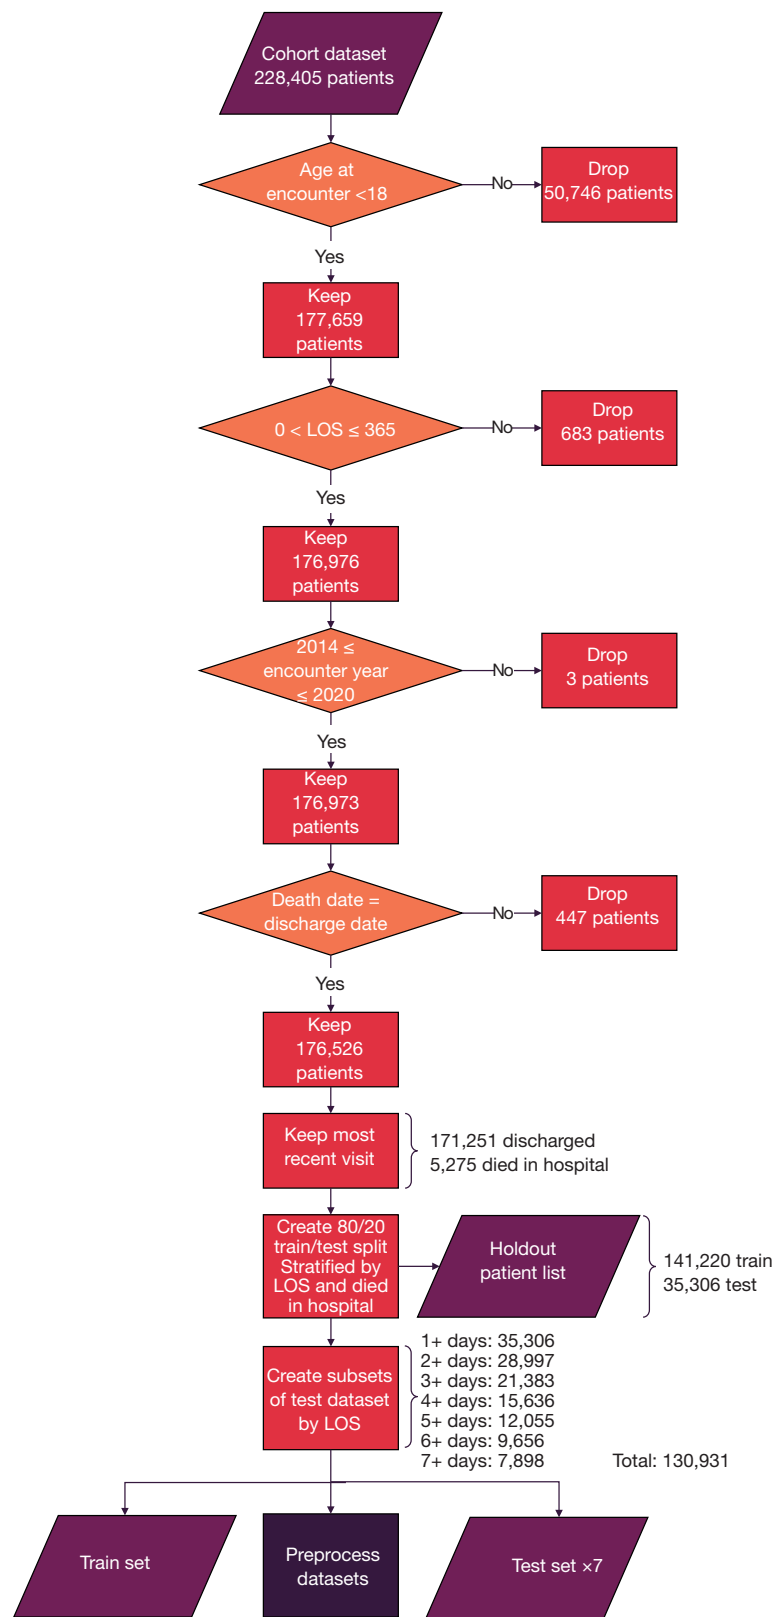 Cohort dataset
228,405 patients
Age at
encounter <18
No
Drop
50,746 patients
Yes
Keep
177,659
patients
0 < LOS ≤ 365
No
Drop
683 patients
Yes
Keep
176,976
patients
2014 ≤
encounter year
≤ 2020
No
Drop
3 patients
Yes
Keep
176,973
patients
Death date =
discharge date
No
Drop
447 patients
Yes
Keep
176,526
patients
Keep most
recent visit
171,251 discharged
5,275 died in hospital
Create 80/20
train/test split
Stratified by
LOS and died
in hospital
Holdout
patient list
141,220 train
35,306 test
Create subsets
of test dataset
by LOS
1+ days: 35,306
2+ days: 28,997
3+ days: 21,383
4+ days: 15,636
5+ days: 12,055
6+ days: 9,656
7+ days: 7,898
Total: 130,931
Train set
Preprocess
datasets
Test set ×7